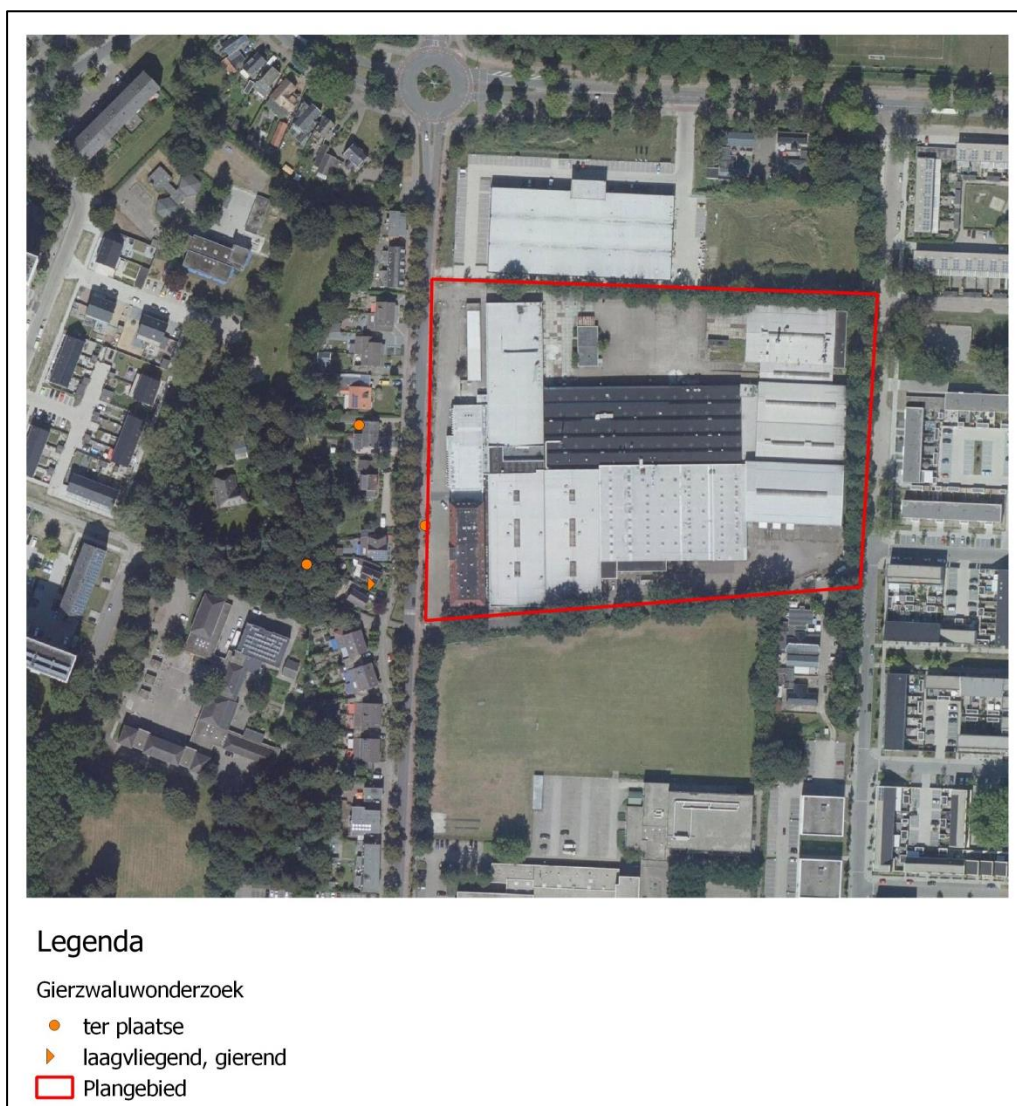 Legenda
Gierzwaluwonderzoek
ter plaatse
laagvliegend, gierend
Plangebied